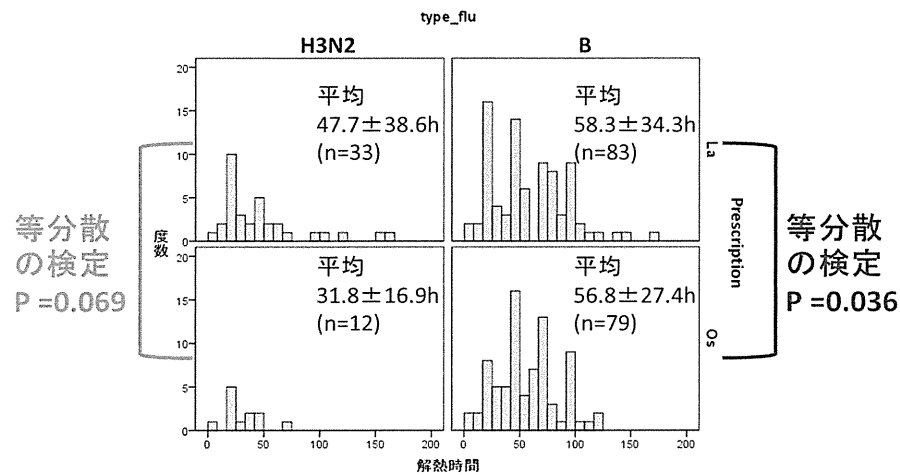 type_flu
H3N2
B
20
15
10
5
0
平均
47.7±38.6h
(n=33)
平均
58.3±34.3h
(n=83)
La
等分散
の検定
P =0.069
度数
Prescription
等分散
の検定
P =0.036
20
15
10
5
0
平均
31.8±16.9h
(n=12)
平均
56.8±27.4h
(n=79)
Os
0 50 100 150 200
0 50 100 150 200
解熱時間